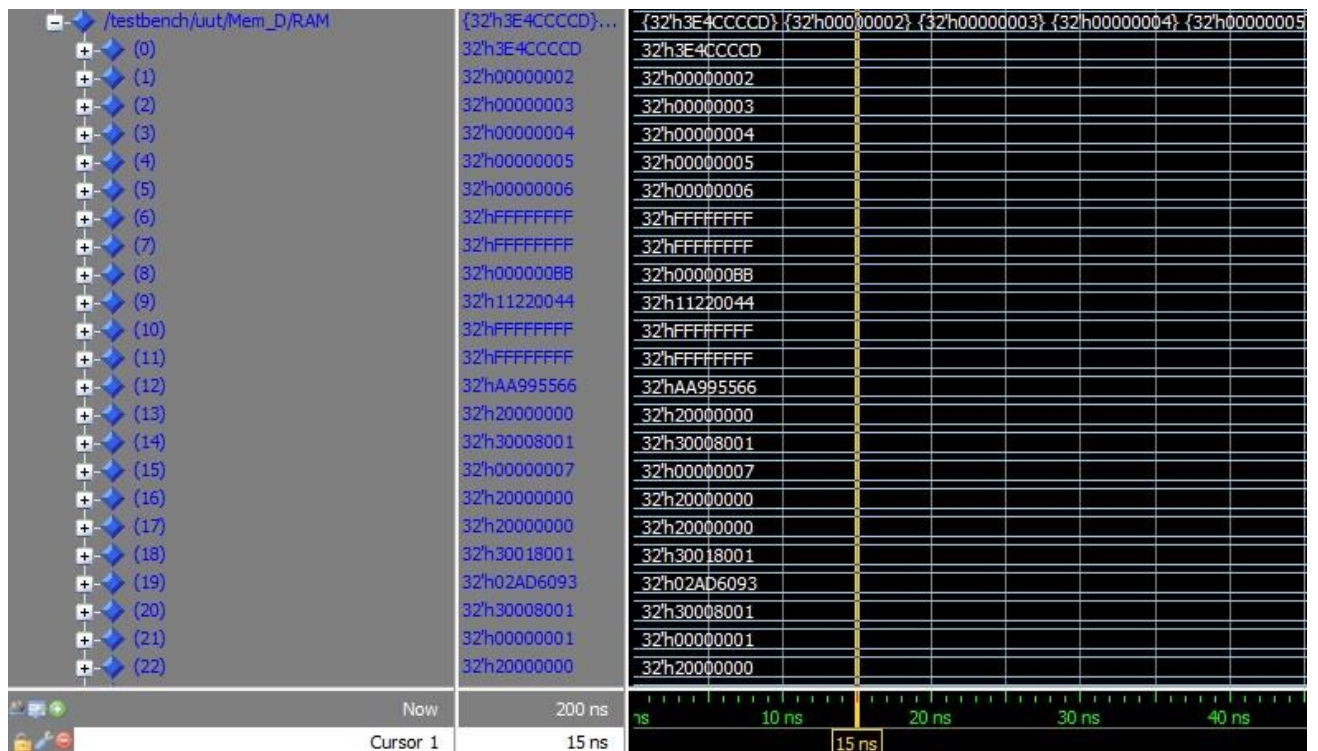 /testbench/uut/Mem_D/RAM {32'h3E4CCCCD}... {32'h3E4CCCCD} {32'h00000002} {32'h00000003} {32'h00000004} {32'h00000005
(0) 32'h3E4CCCCD 32'h3E4CCCCD
(1) 32'h00000002 32'h00000002
(2) 32'h00000003 32'h00000003
(3) 32'h00000004 32'h00000004
(4) 32'h00000005 32'h00000005
(5) 32'h00000006 32'h00000006
(6) 32'hFFFFFFFF 32'hFFFFFFFF
(7) 32'hFFFFFFFF 32'hFFFFFFFF
(8) 32'h000000BB 32'h000000BB
(9) 32'h11220044 32'h11220044
(10) 32'hFFFFFFFF 32'hFFFFFFFF
(11) 32'hFFFFFFFF 32'hFFFFFFFF
(12) 32'hAA995566 32'hAA995566
(13) 32'h20000000 32'h20000000
(14) 32'h30008001 32'h30008001
(15) 32'h00000007 32'h00000007
(16) 32'h20000000 32'h20000000
(17) 32'h20000000 32'h20000000
(18) 32'h30018001 32'h30018001
(19) 32'h02AD6093 32'h02AD6093
(20) 32'h30008001 32'h30008001
(21) 32'h00000001 32'h00000001
(22) 32'h20000000 32'h20000000
Now 200 ns ns 10 ns 20 ns 30 ns 40 ns
Cursor 1 15 ns 15 ns